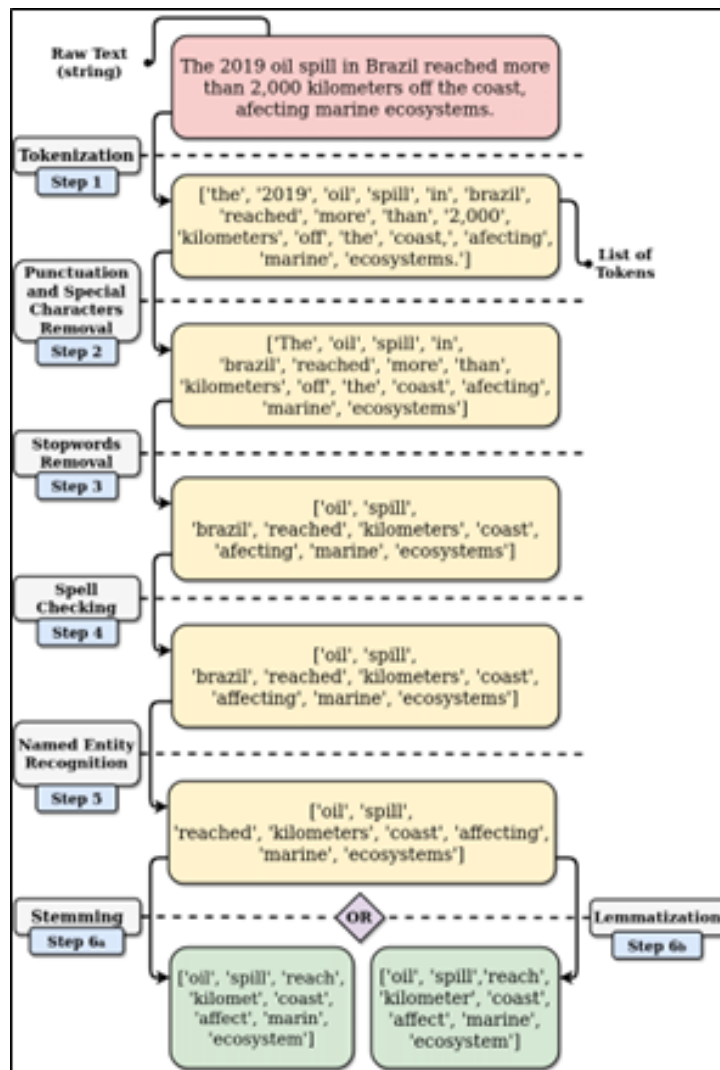 Raw Text
(string)
The 2019 oil spill in Brazil reached more
than 2,000 kilometers off the coast,
afecting marine ecosystems.
Tokenization
Step 1
['the', '2019', 'oil', 'spill', 'in', 'brazil',
'reached', 'more', 'than', '2,000',
'kilometers', 'off', 'the', 'coast,', 'afecting',
'marine', 'ecosystems.']
List of
Tokens
Punctuation
and Special
Characters
Removal
Step 2
['The', 'oil', 'spill', 'in',
'brazil', 'reached', 'more', 'than',
'kilometers', 'off', 'the', 'coast', 'afecting',
'marine', 'ecosystems']
Stopwords
Removal
Step 3
['oil', 'spill',
'brazil', 'reached', 'kilometers', 'coast',
'afecting', 'marine', 'ecosystems']
Spell
Checking
Step 4
['oil', 'spill',
'brazil', 'reached', 'kilometers', 'coast',
'affecting', 'marine', 'ecosystems']
Named Entity
Recognition
Step 5
['oil', 'spill',
'reached', 'kilometers', 'coast', 'affecting',
'marine', 'ecosystems']
Stemming
Step 6a
OR
Lemmatization
Step 6b
['oil', 'spill', 'reach',
'kilomet', 'coast',
'affect', 'marin',
'ecosystem']
['oil', 'spill','reach',
'kilometer', 'coast',
'affect', 'marine',
'ecosystem']